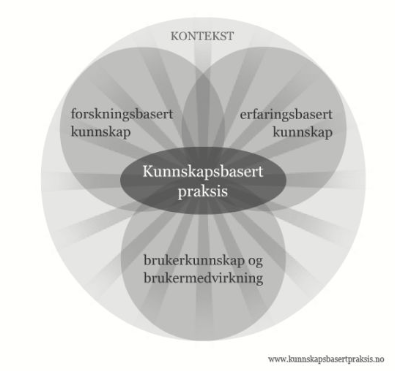 KONTEKST
forskningsbasert
kunnskap
erfaringsbasert
kunnskap
Kunnskapsbasert
praksis
brukerkunnskap og
brukermedvirkning
www.kunnskapsbasertpraksis.no